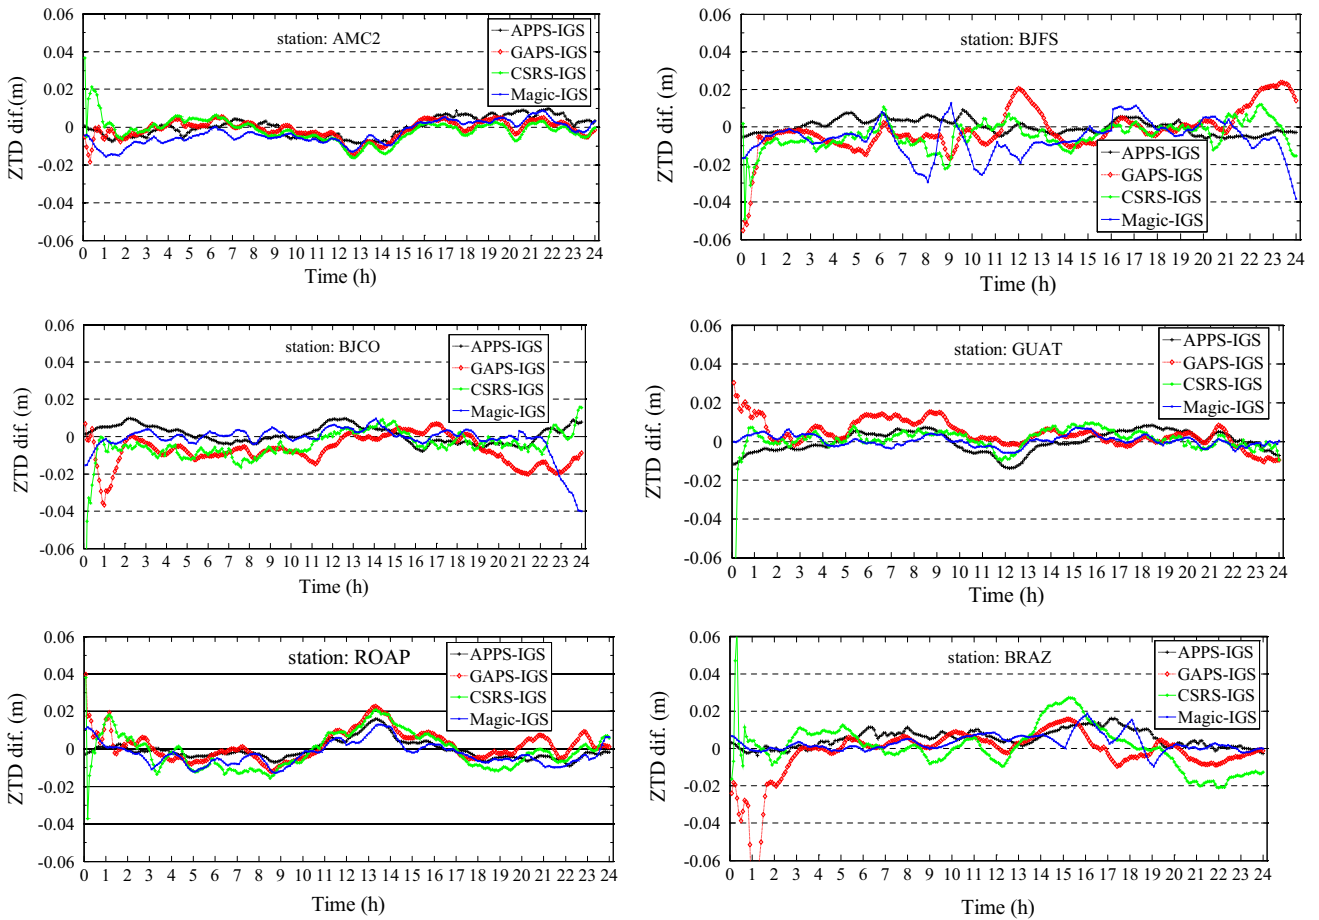 0.06
0.04
0.02
0
-0.02
-0.04
-0.06
ZTD dif. (m)
station: AMC2
APPS-IGS
GAPS-IGS
CSRS-IGS
Magic-IGS
0 1 2 3 4 5 6 7 8 9 10 11 12 13 14 15 16 17 18 19 20 21 22 23 24
Time (h)
0.06
0.04
0.02
0
-0.02
-0.04
-0.06
ZTD dif. (m)
station: BJFS
APPS-IGS
GAPS-IGS
CSRS-IGS
Magic-IGS
0 1 2 3 4 5 6 7 8 9 10 11 12 13 14 15 16 17 18 19 20 21 22 23 24
Time (h)
0.06
0.04
0.02
0
-0.02
-0.04
-0.06
ZTD dif. (m)
station: BJCO
APPS-IGS
GAPS-IGS
CSRS-IGS
Magic-IGS
0 1 2 3 4 5 6 7 8 9 10 11 12 13 14 15 16 17 18 19 20 21 22 23 24
Time (h)
0.06
0.04
0.02
0
-0.02
-0.04
-0.06
ZTD dif. (m)
station: GUAT
APPS-IGS
GAPS-IGS
CSRS-IGS
Magic-IGS
0 1 2 3 4 5 6 7 8 9 10 11 12 13 14 15 16 17 18 19 20 21 22 23 24
Time (h)
0.06
0.04
0.02
0
-0.02
-0.04
-0.06
ZTD dif. (m)
station: ROAP
APPS-IGS
GAPS-IGS
CSRS-IGS
Magic-IGS
0 1 2 3 4 5 6 7 8 9 10 11 12 13 14 15 16 17 18 19 20 21 22 23 24
Time (h)
0.06
0.04
0.02
0
-0.02
-0.04
-0.06
ZTD dif. (m)
station: BRAZ
APPS-IGS
GAPS-IGS
CSRS-IGS
Magic-IGS
0 1 2 3 4 5 6 7 8 9 10 11 12 13 14 15 16 17 18 19 20 21 22 23 24
Time (h)